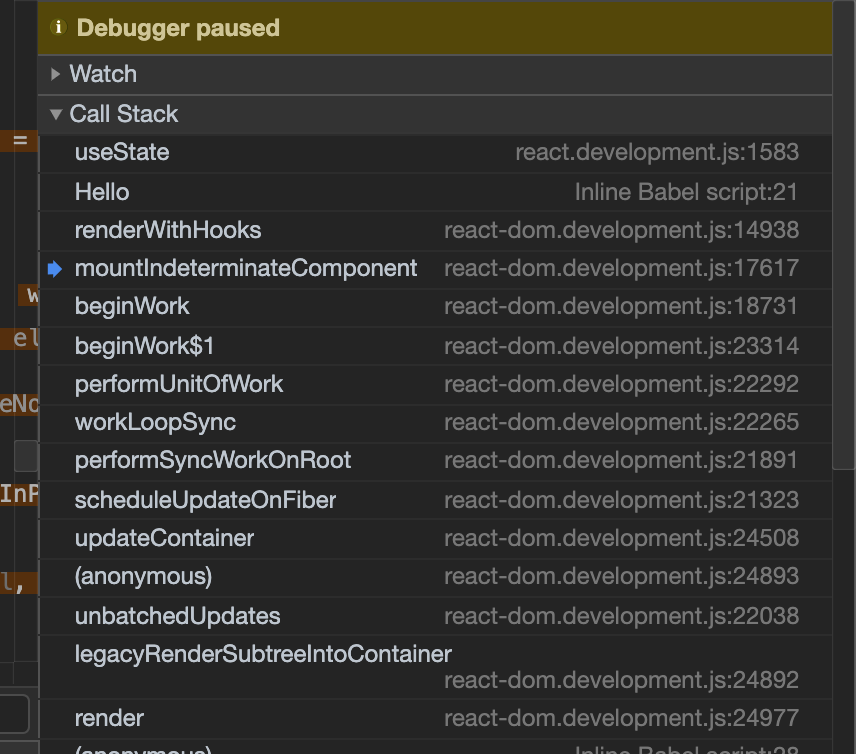 Debugger paused
Watch
Call Stack
useState react.development.js:1583
Hello Inline Babel script:21
renderWithHooks react-dom.development.js:14938
mountIndeterminateComponent react-dom.development.js:17617
beginWork react-dom.development.js:18731
beginWork$1 react-dom.development.js:23314
performUnitOfWork react-dom.development.js:22292
workLoopSync react-dom.development.js:22265
performSyncWorkOnRoot react-dom.development.js:21891
scheduleUpdateOnFiber react-dom.development.js:21323
updateContainer react-dom.development.js:24508
(anonymous) react-dom.development.js:24893
unbatchedUpdates react-dom.development.js:22038
legacyRenderSubtreeIntoContainer
react-dom.development.js:24892
render react-dom.development.js:24977
(anonymous) Inline Babel script:28
=
w
el
InP
l,